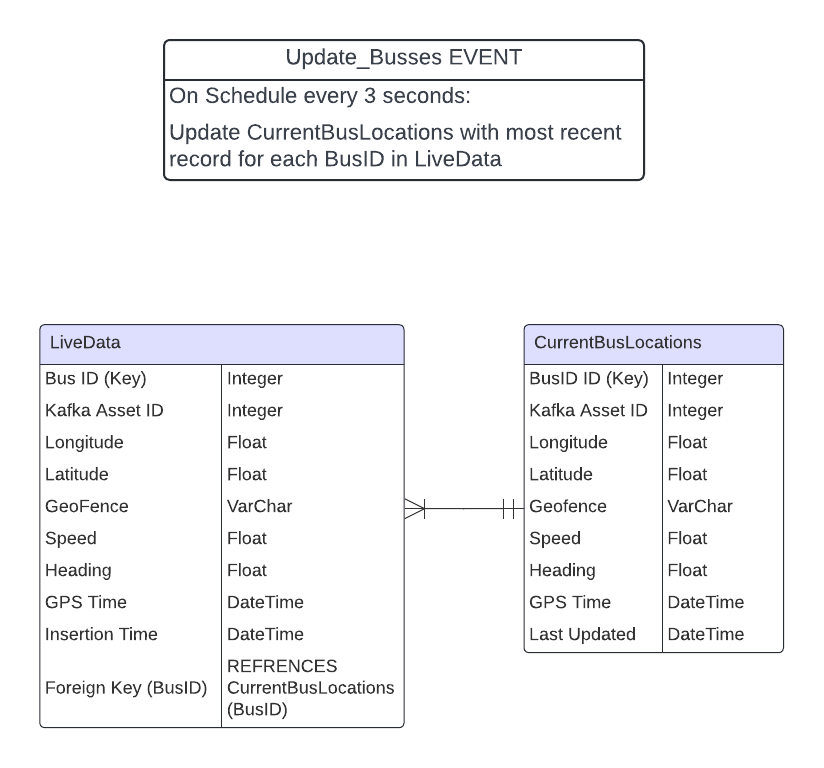 Update_Busses EVENT
On Schedule every 3 seconds:
Update CurrentBusLocations with most recent
record for each BusID in LiveData
LiveData
Bus ID (Key) Integer
Kafka Asset ID Integer
Longitude Float
Latitude Float
GeoFence VarChar
Speed Float
Heading Float
GPS Time DateTime
Insertion Time DateTime
Foreign Key (BusID) REFRENCES
CurrentBusLocations
(BusID)
CurrentBusLocations
BusID ID (Key) Integer
Kafka Asset ID Integer
Longitude Float
Latitude Float
Geofence VarChar
Speed Float
Heading Float
GPS Time DateTime
Last Updated DateTime